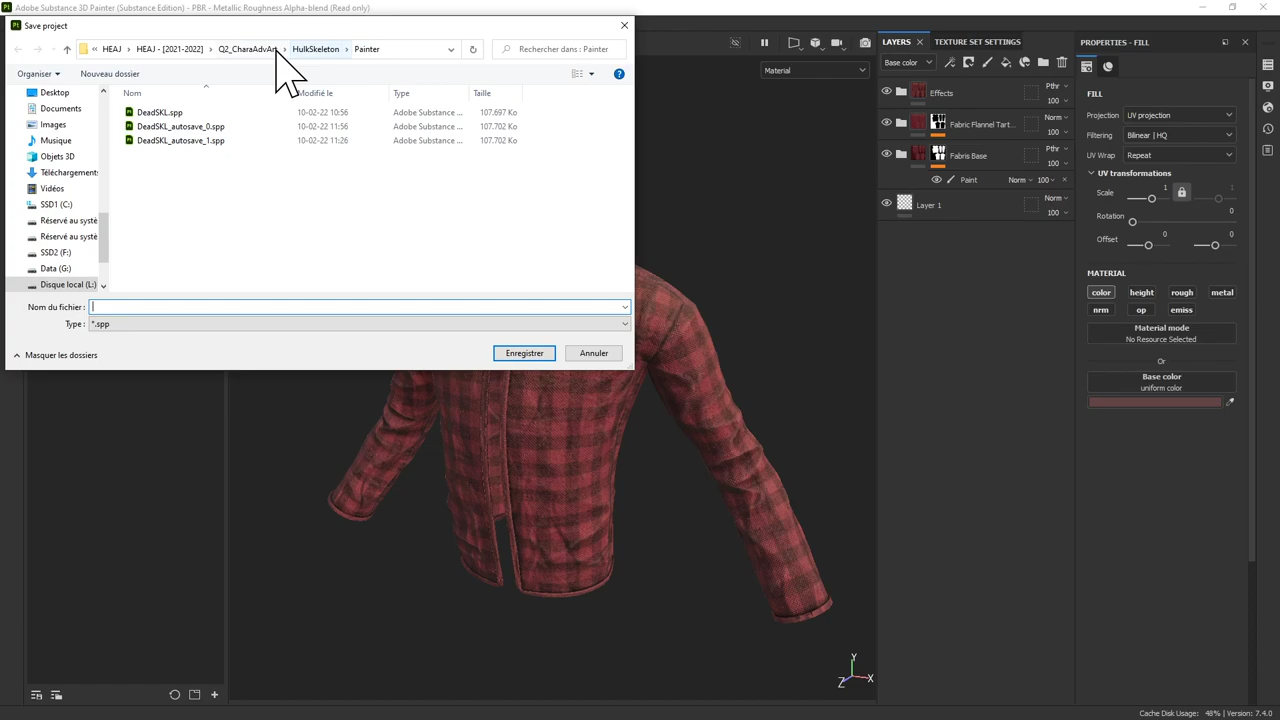 Adobe Substance 3D Painter (Substance Edition) - PBR - Metallic Roughness Alpha-blend (Read only)
Save project
HEAJ › HEAJ - [2021-2022] › Q2_CharaAdvArt › HulkSkeleton › Painter
Rechercher dans : Painter
Organiser
Nouveau dossier
Nom
Modifié le
Type
Taille
Desktop
Documents
Images
Musique
Objets 3D
Téléchargements
Vidéos
SSD1 (C:)
Réservé au systè
Réservé au systè
SSD2 (F:)
Data (G:)
Disque local (L:)
DeadSKL.spp 10-02-22 10:56 Adobe Substance ... 107.697 Ko
DeadSKL_autosave_0.spp 10-02-22 11:56 Adobe Substance ... 107.702 Ko
DeadSKL_autosave_1.spp 10-02-22 11:26 Adobe Substance ... 107.702 Ko
Nom du fichier :
Type : *.spp
Masquer les dossiers
Enregistrer
Annuler
Material
LAYERS
TEXTURE SET SETTINGS
Base color
Effects
Pthr
100
Fabric Flannel Tart...
Norm
100
Fabris Base
Pthr
100
Paint Norm 100
Layer 1
Norm
100
PROPERTIES - FILL
FILL
Projection UV projection
Filtering Bilinear | HQ
UV Wrap Repeat
UV transformations
Scale 1 1
Rotation 0
Offset 0 0
MATERIAL
color height rough metal
nrm op emiss
Material mode
No Resource Selected
Or
Base color
uniform color
Y
Z X
Cache Disk Usage: 48% | Version: 7.4.0